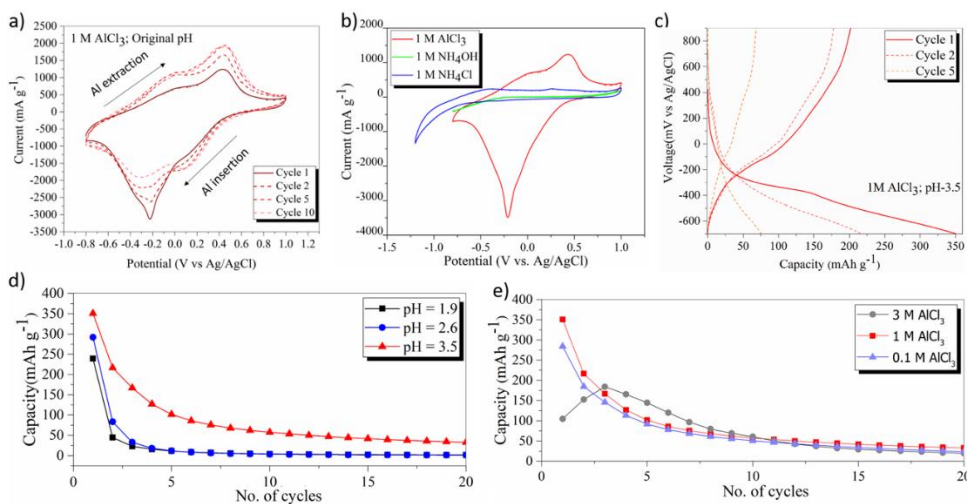 a)
1 M AlCl3; Original pH
Al extraction
Al insertion
Cycle 1
Cycle 2
Cycle 5
Cycle 10
Current (mA g-1)
2500
2000
1500
1000
500
0
500
1000
1500
2000
2500
3000
3500
-1.0 -0.8 -0.6 -0.4 -0.2 0.0 0.2 0.4 0.6 0.8 1.0 1.2
Potential (V vs Ag/AgCl)
b)
1 M AlCl3
1 M NH4OH
1 M NH4Cl
Current (mA g-1)
2000
1000
0
1000
2000
3000
4000
-1.0 -0.5 0.0 0.5 1.0
Potential (V vs. Ag/AgCl)
c)
Cycle 1
Cycle 2
Cycle 5
1M AlCl3; pH-3.5
Voltage(mV vs Ag/AgCl)
800
600
400
200
0
-200
-400
-600
0 50 100 150 200 250 300 350
Capacity (mAh g-1)
d)
pH = 1.9
pH = 2.6
pH = 3.5
Capacity(mAh g-1)
400
350
300
250
200
150
100
50
0
0 5 10 15 20
No. of cycles
e)
3 M AlCl3
1 M AlCl3
0.1 M AlCl3
Capacity (mAh g-1)
400
350
300
250
200
150
100
50
0
0 5 10 15 20
No. of cycles